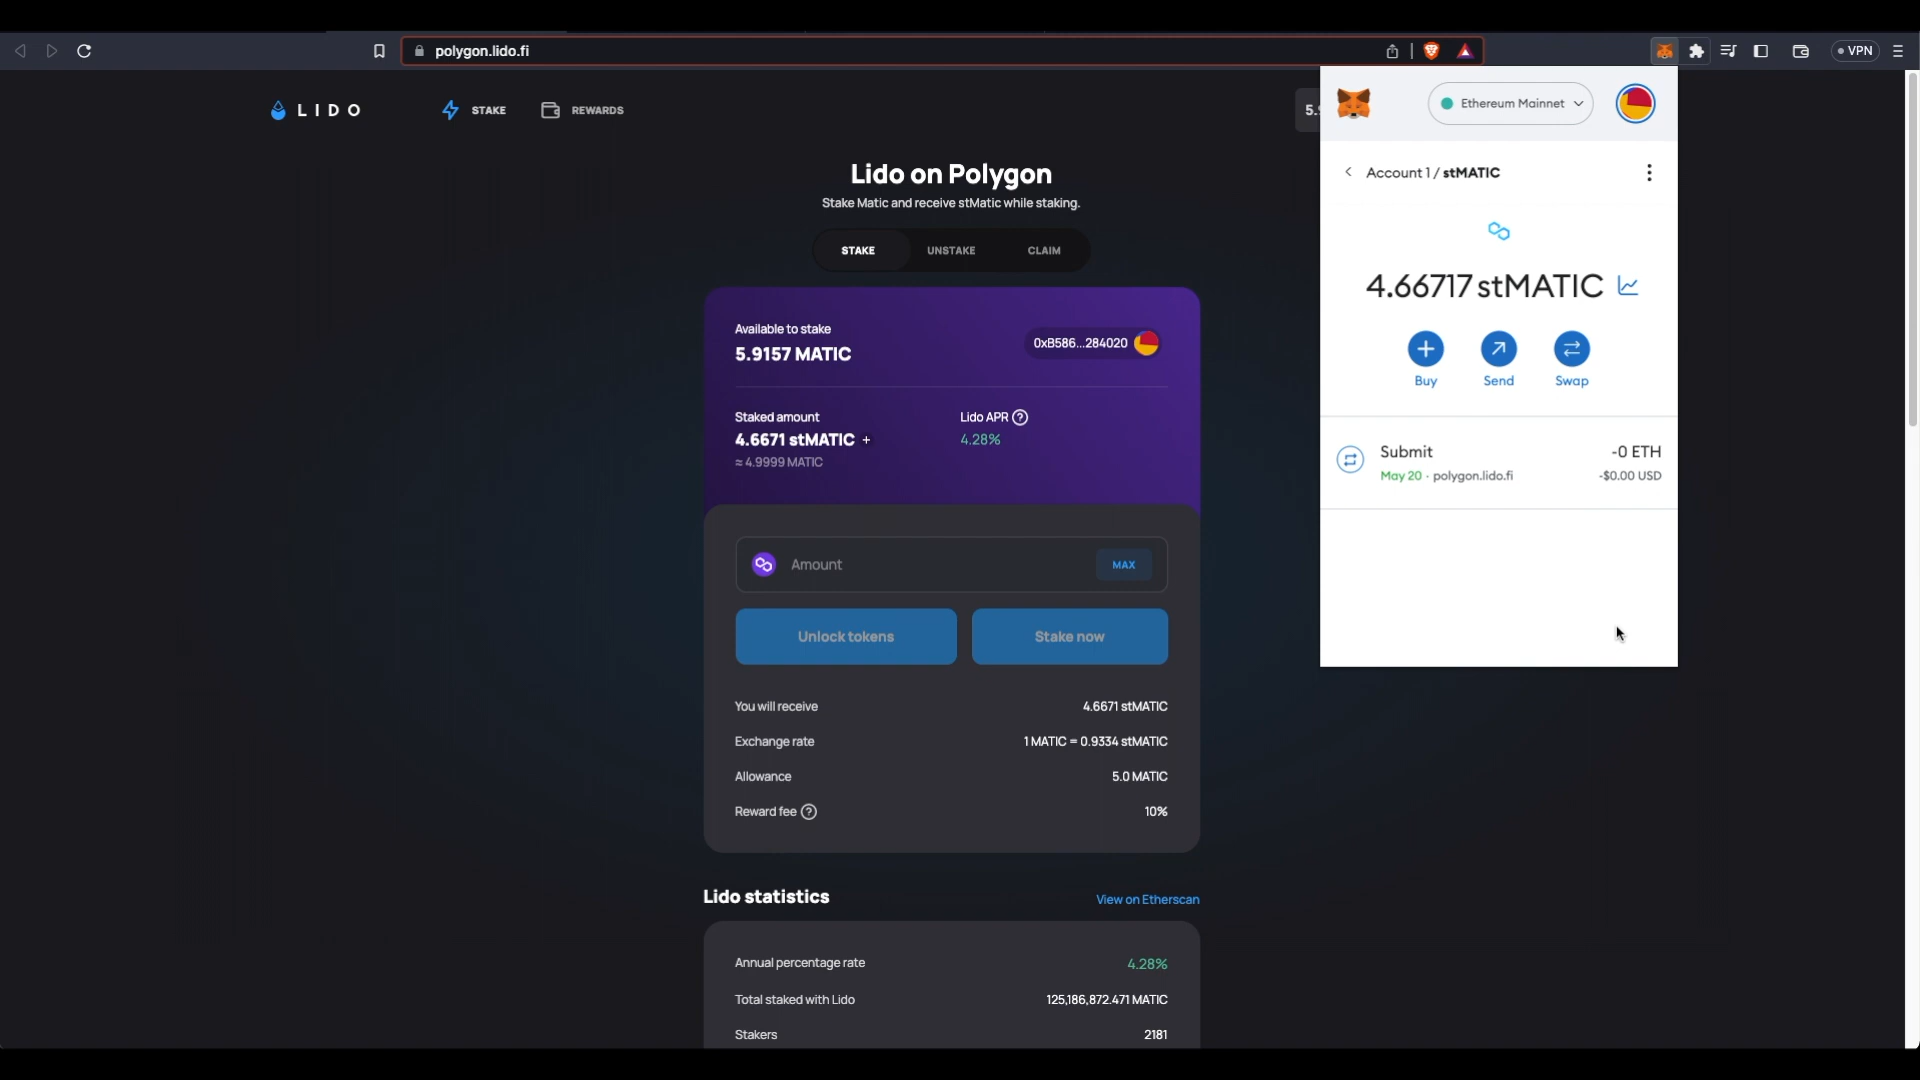 polygon.lido.fi
VPN
LIDO
STAKE
REWARDS
Lido on Polygon
Stake Matic and receive stMatic while staking.
STAKE
UNSTAKE
CLAIM
Available to stake
5.9157 MATIC
0xB586...284020
Staked amount
4.6671 stMATIC +
≈ 4.9999 MATIC
Lido APR ?
4.28%
Amount
MAX
Unlock tokens
Stake now
You will receive
4.6671 stMATIC
Exchange rate
1 MATIC = 0.9334 stMATIC
Allowance
5.0 MATIC
Reward fee ?
10%
Lido statistics
View on Etherscan
Annual percentage rate
4.28%
Total staked with Lido
125,186,872.471 MATIC
Stakers
2181
Ethereum Mainnet
Account 1 / stMATIC
4.66717 stMATIC
Buy
Send
Swap
Submit
-0 ETH
May 20 · polygon.lido.fi
-$0.00 USD